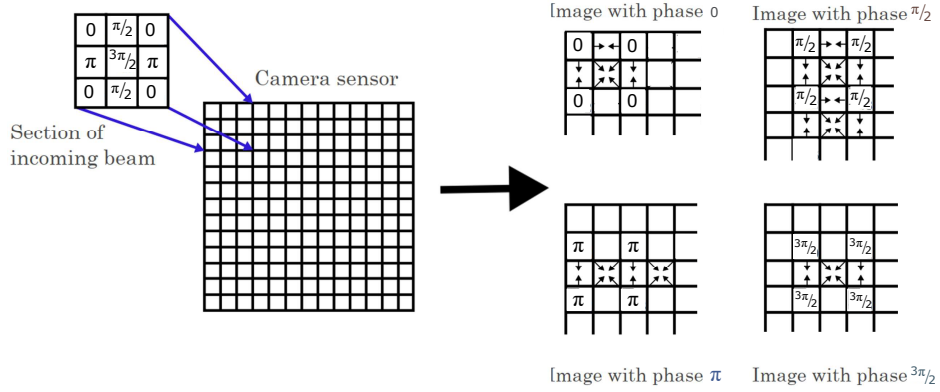 Image with phase 0
Image with phase π/2
0 π/2 0
π 3π/2 π
0 π/2 0
Camera sensor
Section of
incoming beam
0 0
0 0
π/2 π/2
π/2 π/2
π π
π π
3π/2 3π/2
3π/2 3π/2
Image with phase π
Image with phase 3π/2